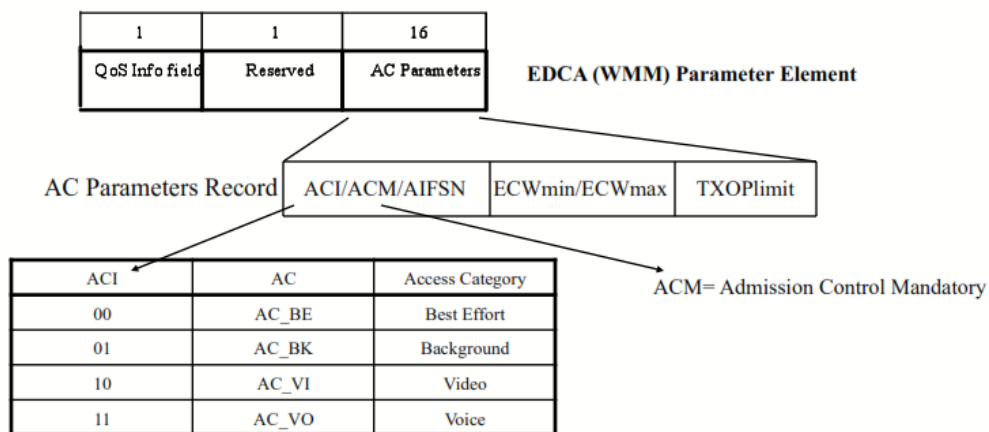 1 1 16
QoS Info field Reserved AC Parameters
EDCA (WMM) Parameter Element
AC Parameters Record ACI/ACM/AIFSN ECWmin/ECWmax TXOPlimit
ACI AC Access Category
ACM= Admission Control Mandatory
00 AC_BE Best Effort
01 AC_BK Background
10 AC_VI Video
11 AC_VO Voice